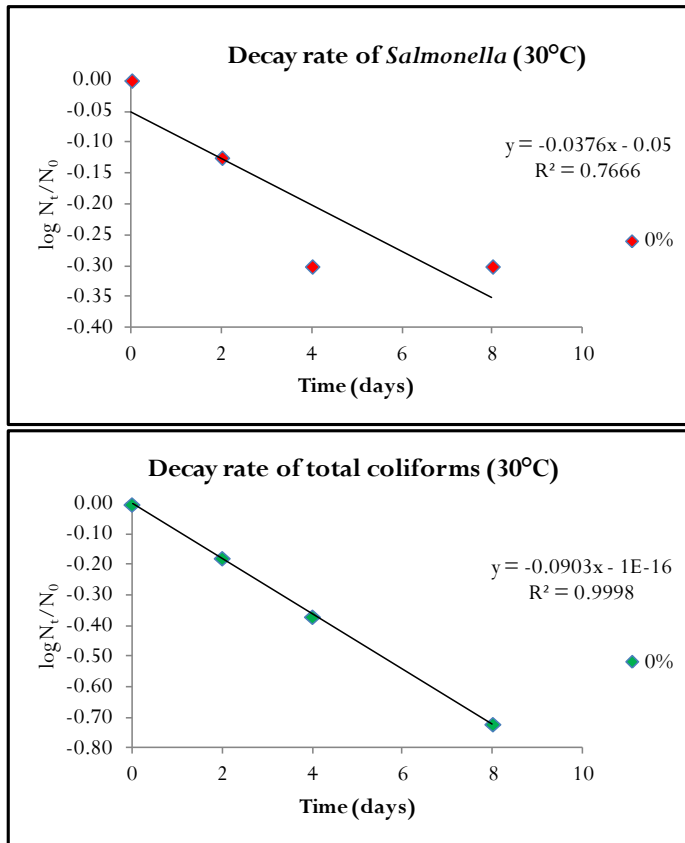 Decay rate of Salmonella (30°C)
0.00
-0.05
-0.10
-0.15
-0.20
-0.25
-0.30
-0.35
-0.40
log Nt/N0
y = -0.0376x - 0.05
R² = 0.7666
0%
0 2 4 6 8 10
Time (days)
Decay rate of total coliforms (30°C)
0.00
-0.10
-0.20
-0.30
-0.40
-0.50
-0.60
-0.70
-0.80
logNt/N0
y = -0.0903x - 1E-16
R² = 0.9998
0%
0 2 4 6 8 10
Time (days)